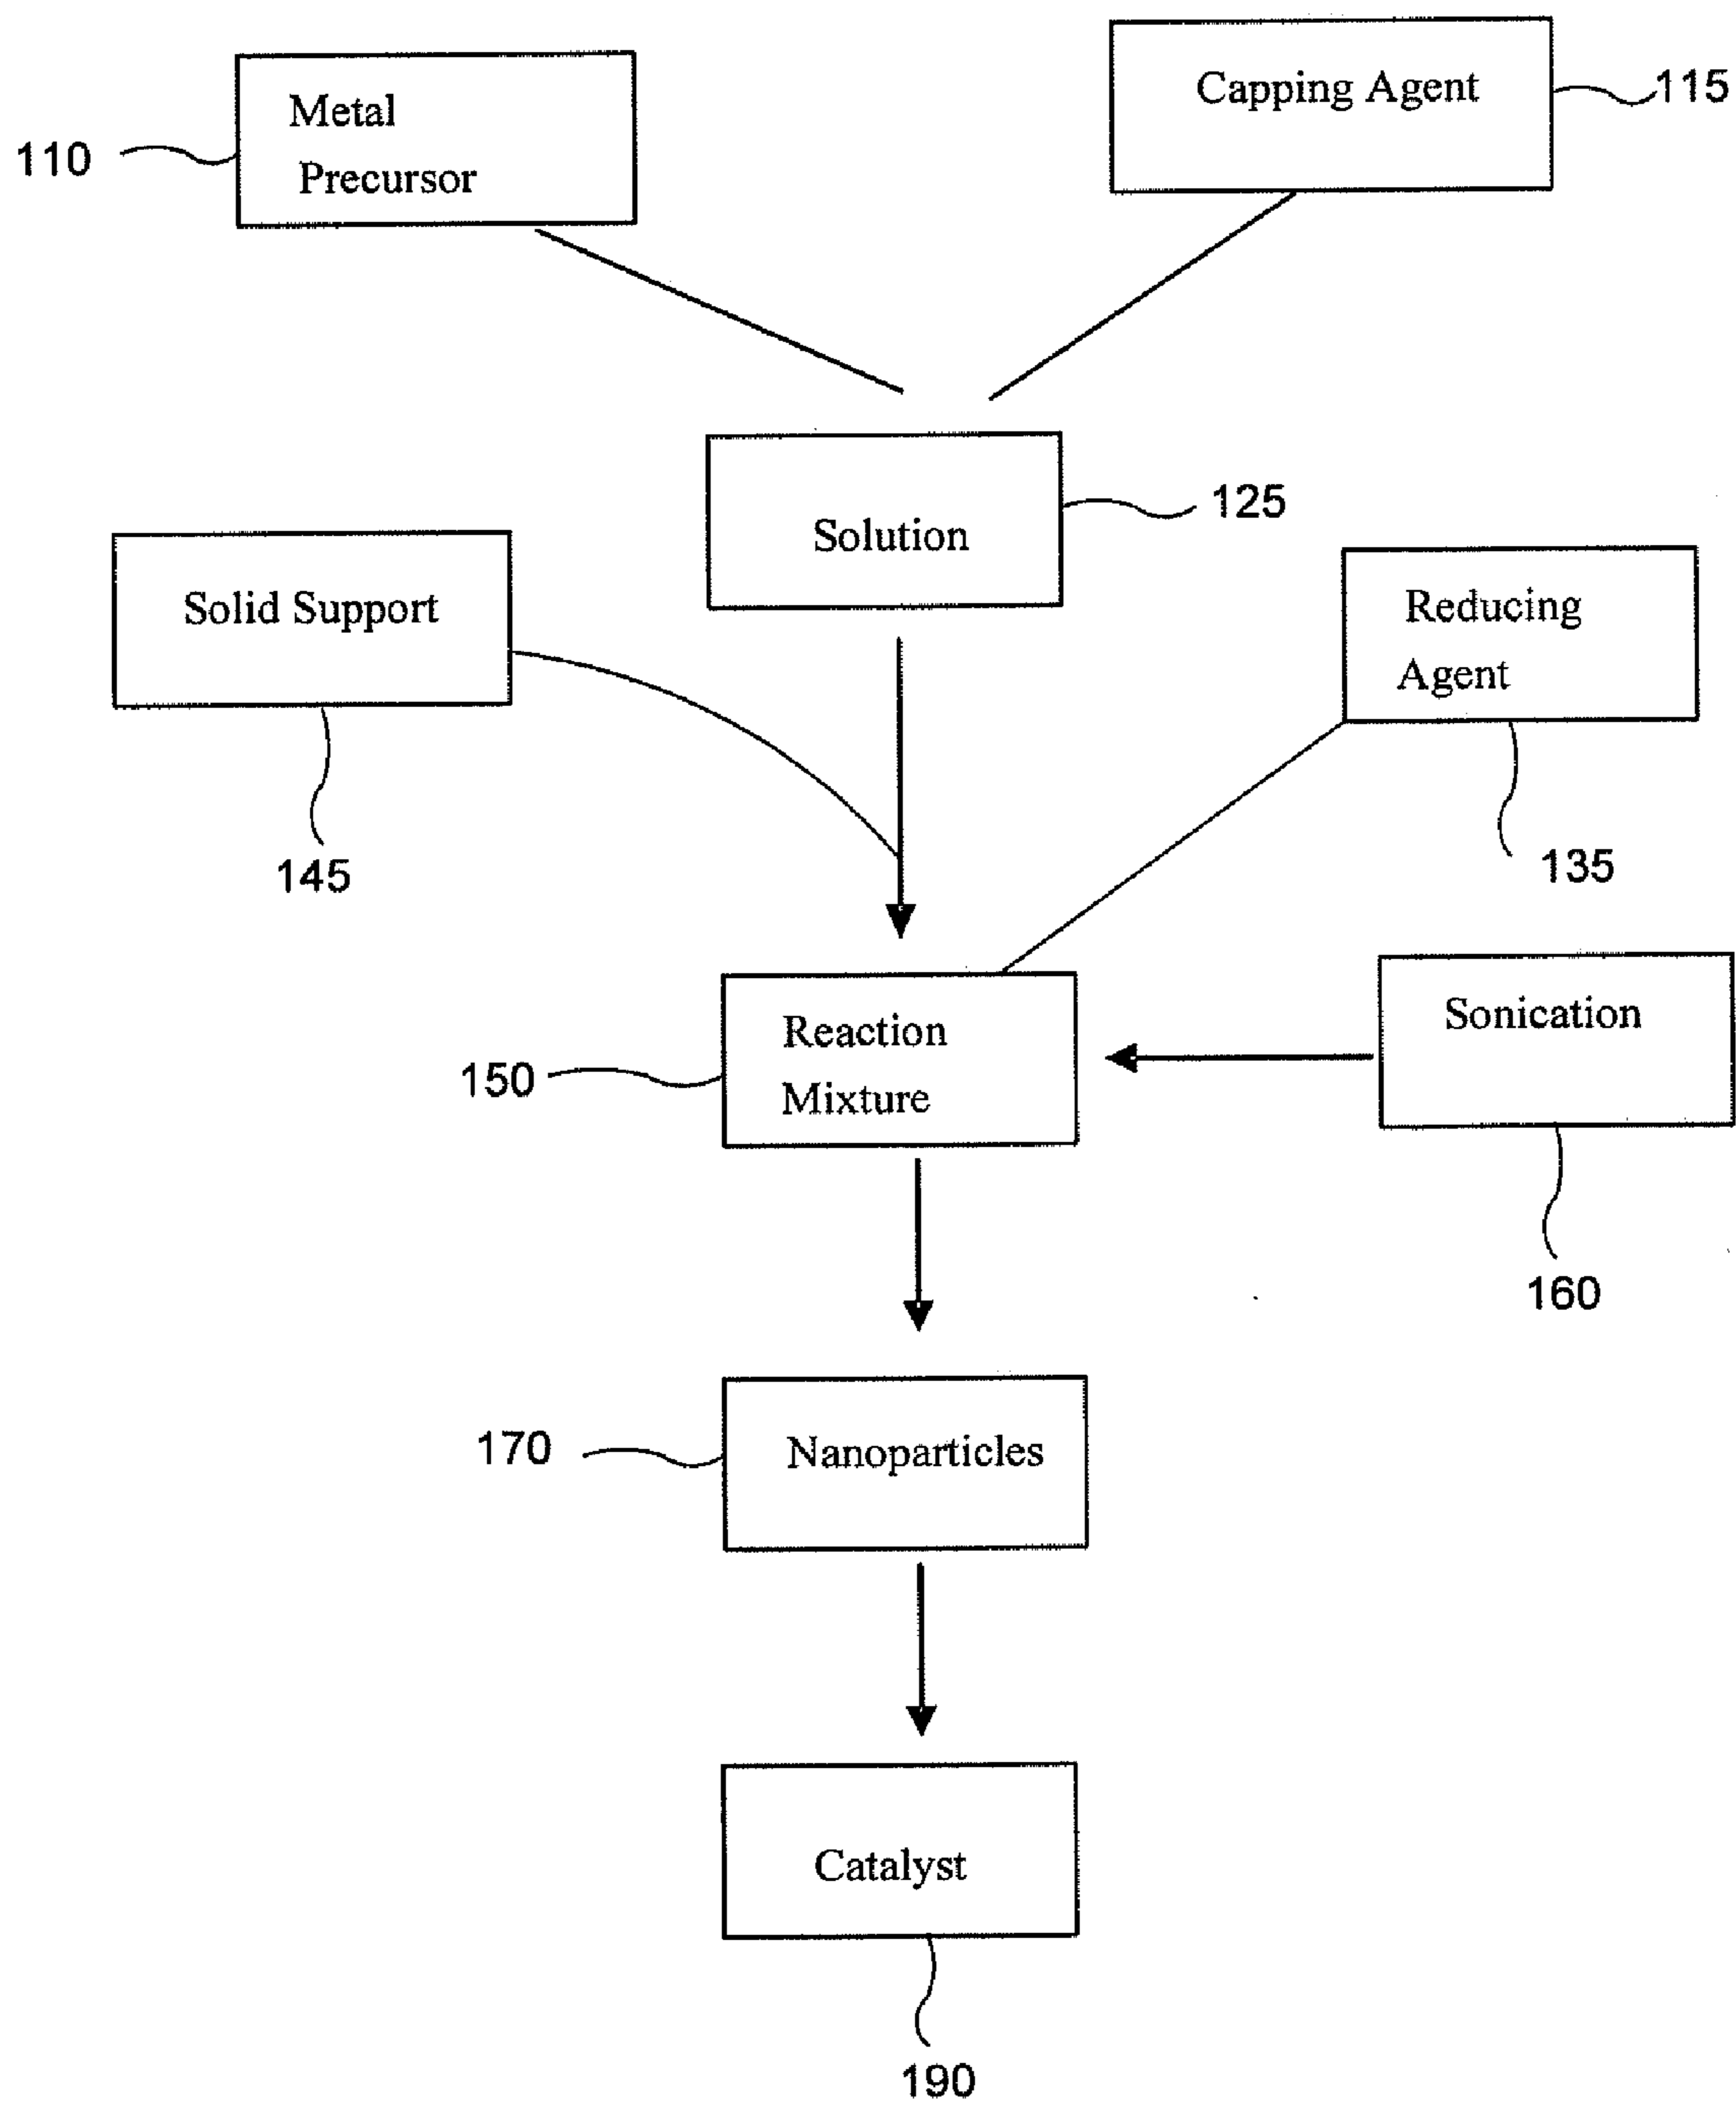 Capping Agent
115
Metal
Precursor
110
Solution
125
Solid Support
145
Reducing
Agent
135
Reaction
Mixture
150
Sonication
160
Nanoparticles
170
Catalyst
190